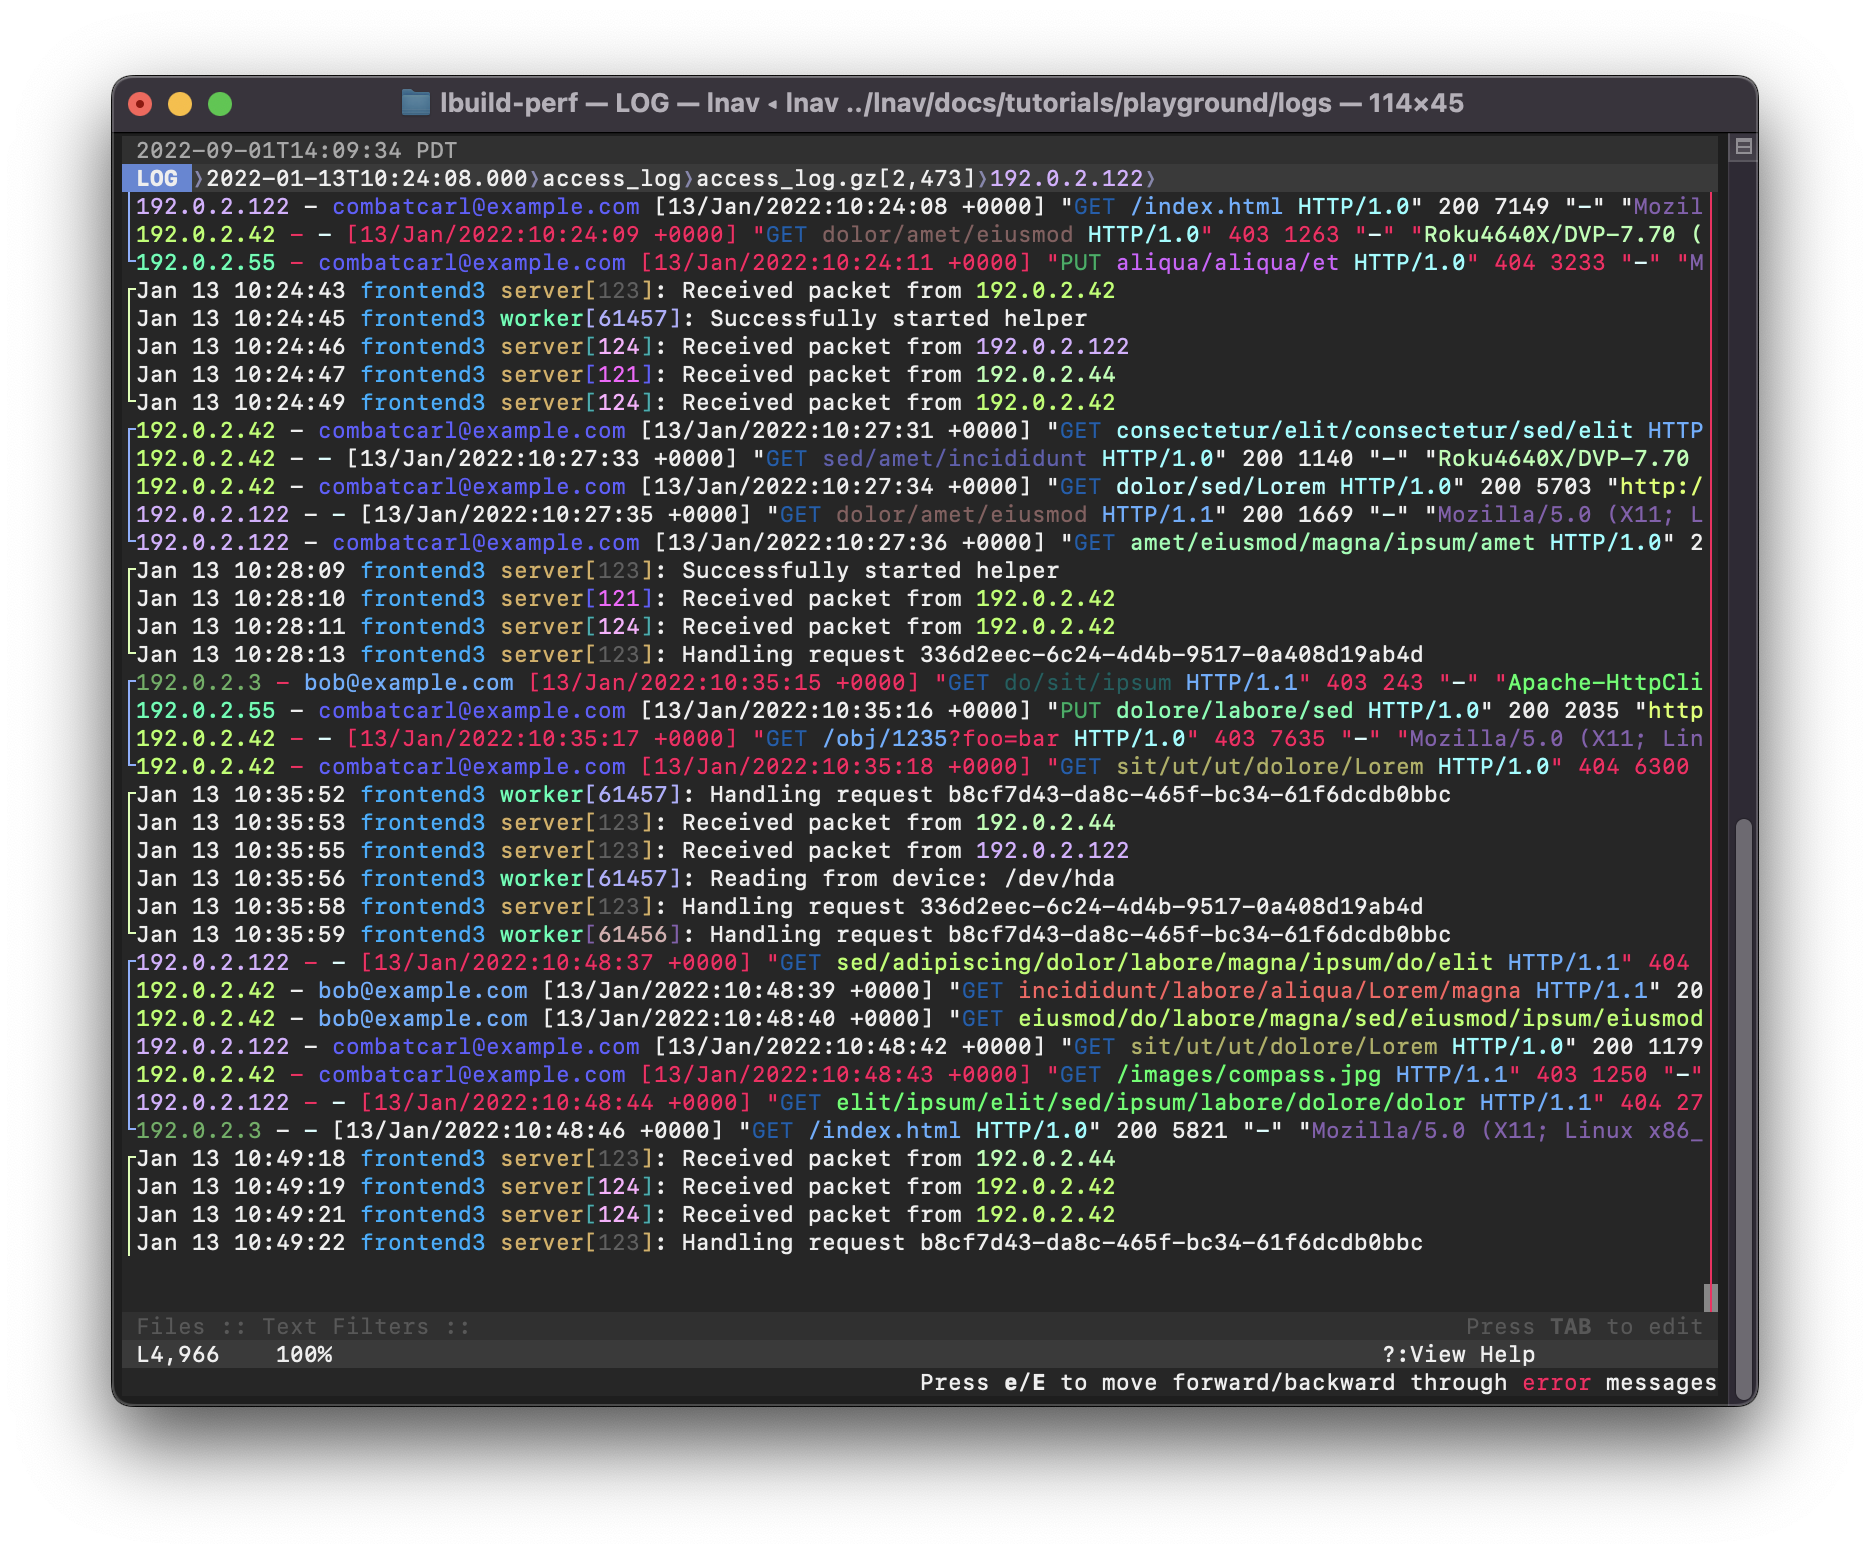 lbuild-perf — LOG — lnav ◂ lnav ../lnav/docs/tutorials/playground/logs — 114×45
2022-09-01T14:09:34 PDT
LOG ❭2022-01-13T10:24:08.000❭access_log❭access_log.gz[2,473]❭192.0.2.122❭
192.0.2.122 - combatcarl@example.com [13/Jan/2022:10:24:08 +0000] "GET /index.html HTTP/1.0" 200 7149 "-" "Mozil
192.0.2.42 - - [13/Jan/2022:10:24:09 +0000] "GET dolor/amet/eiusmod HTTP/1.0" 403 1263 "-" "Roku4640X/DVP-7.70 (
192.0.2.55 - combatcarl@example.com [13/Jan/2022:10:24:11 +0000] "PUT aliqua/aliqua/et HTTP/1.0" 404 3233 "-" "M
Jan 13 10:24:43 frontend3 server[123]: Received packet from 192.0.2.42
Jan 13 10:24:45 frontend3 worker[61457]: Successfully started helper
Jan 13 10:24:46 frontend3 server[124]: Received packet from 192.0.2.122
Jan 13 10:24:47 frontend3 server[121]: Received packet from 192.0.2.44
Jan 13 10:24:49 frontend3 server[124]: Received packet from 192.0.2.42
192.0.2.42 - combatcarl@example.com [13/Jan/2022:10:27:31 +0000] "GET consectetur/elit/consectetur/sed/elit HTTP
192.0.2.42 - - [13/Jan/2022:10:27:33 +0000] "GET sed/amet/incididunt HTTP/1.0" 200 1140 "-" "Roku4640X/DVP-7.70
192.0.2.42 - combatcarl@example.com [13/Jan/2022:10:27:34 +0000] "GET dolor/sed/Lorem HTTP/1.0" 200 5703 "http:/
192.0.2.122 - - [13/Jan/2022:10:27:35 +0000] "GET dolor/amet/eiusmod HTTP/1.1" 200 1669 "-" "Mozilla/5.0 (X11; L
192.0.2.122 - combatcarl@example.com [13/Jan/2022:10:27:36 +0000] "GET amet/eiusmod/magna/ipsum/amet HTTP/1.0" 2
Jan 13 10:28:09 frontend3 server[123]: Successfully started helper
Jan 13 10:28:10 frontend3 server[121]: Received packet from 192.0.2.42
Jan 13 10:28:11 frontend3 server[124]: Received packet from 192.0.2.42
Jan 13 10:28:13 frontend3 server[123]: Handling request 336d2eec-6c24-4d4b-9517-0a408d19ab4d
192.0.2.3 - bob@example.com [13/Jan/2022:10:35:15 +0000] "GET do/sit/ipsum HTTP/1.1" 403 243 "-" "Apache-HttpCli
192.0.2.55 - combatcarl@example.com [13/Jan/2022:10:35:16 +0000] "PUT dolore/labore/sed HTTP/1.0" 200 2035 "http
192.0.2.42 - - [13/Jan/2022:10:35:17 +0000] "GET /obj/1235?foo=bar HTTP/1.0" 403 7635 "-" "Mozilla/5.0 (X11; Lin
192.0.2.42 - combatcarl@example.com [13/Jan/2022:10:35:18 +0000] "GET sit/ut/ut/dolore/Lorem HTTP/1.0" 404 6300
Jan 13 10:35:52 frontend3 worker[61457]: Handling request b8cf7d43-da8c-465f-bc34-61f6dcdb0bbc
Jan 13 10:35:53 frontend3 server[123]: Received packet from 192.0.2.44
Jan 13 10:35:55 frontend3 server[123]: Received packet from 192.0.2.122
Jan 13 10:35:56 frontend3 worker[61457]: Reading from device: /dev/hda
Jan 13 10:35:58 frontend3 server[123]: Handling request 336d2eec-6c24-4d4b-9517-0a408d19ab4d
Jan 13 10:35:59 frontend3 worker[61456]: Handling request b8cf7d43-da8c-465f-bc34-61f6dcdb0bbc
192.0.2.122 - - [13/Jan/2022:10:48:37 +0000] "GET sed/adipiscing/dolor/labore/magna/ipsum/do/elit HTTP/1.1" 404
192.0.2.42 - bob@example.com [13/Jan/2022:10:48:39 +0000] "GET incididunt/labore/aliqua/Lorem/magna HTTP/1.1" 20
192.0.2.42 - bob@example.com [13/Jan/2022:10:48:40 +0000] "GET eiusmod/do/labore/magna/sed/eiusmod/ipsum/eiusmod
192.0.2.122 - combatcarl@example.com [13/Jan/2022:10:48:42 +0000] "GET sit/ut/ut/dolore/Lorem HTTP/1.0" 200 1179
192.0.2.42 - combatcarl@example.com [13/Jan/2022:10:48:43 +0000] "GET /images/compass.jpg HTTP/1.1" 403 1250 "-"
192.0.2.122 - - [13/Jan/2022:10:48:44 +0000] "GET elit/ipsum/elit/sed/ipsum/labore/dolore/dolor HTTP/1.1" 404 27
192.0.2.3 - - [13/Jan/2022:10:48:46 +0000] "GET /index.html HTTP/1.0" 200 5821 "-" "Mozilla/5.0 (X11; Linux x86_
Jan 13 10:49:18 frontend3 server[123]: Received packet from 192.0.2.44
Jan 13 10:49:19 frontend3 server[124]: Received packet from 192.0.2.42
Jan 13 10:49:21 frontend3 server[124]: Received packet from 192.0.2.42
Jan 13 10:49:22 frontend3 server[123]: Handling request b8cf7d43-da8c-465f-bc34-61f6dcdb0bbc
Files :: Text Filters :: Press TAB to edit
L4,966 100% ?:View Help
Press e/E to move forward/backward through error messages